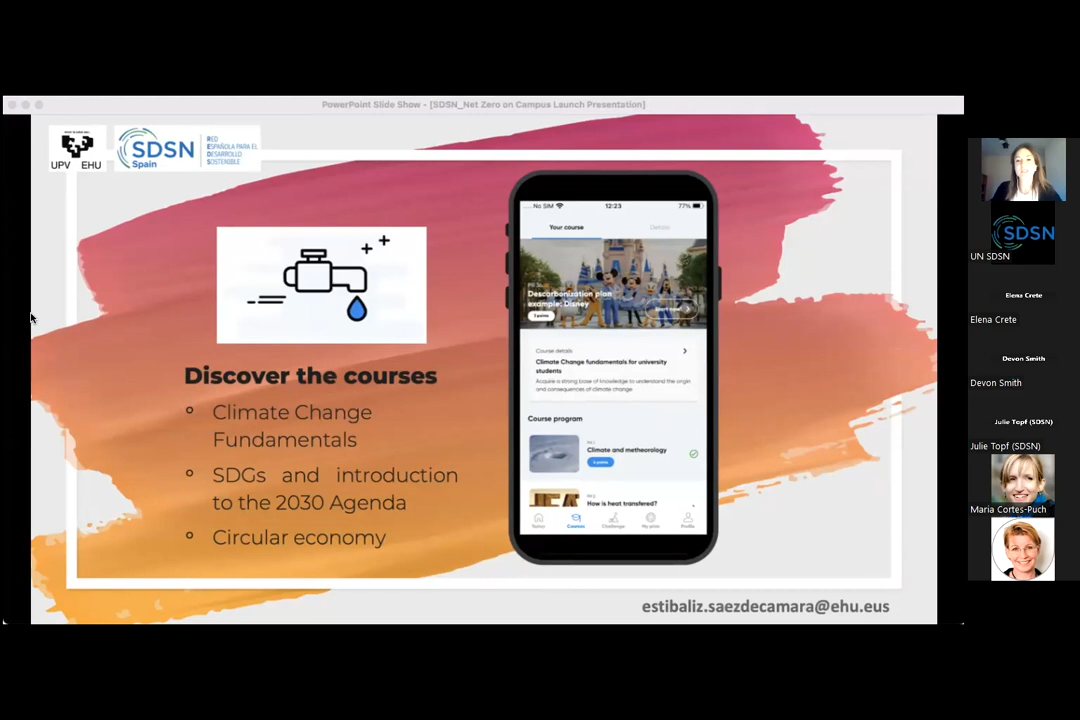 PowerPoint Slide Show - [SDSN_Net Zero on Campus Launch Presentation]
UPV EHU
SDSN
Spain
RED
ESPAÑOLA PARA EL
DESARROLLO
SOSTENIBLE
Discover the courses
Climate Change
Fundamentals
SDGs and introduction
to the 2030 Agenda
Circular economy
No SIM 12:23 77%
Your course Details
Descarbonization plan
example: Disney
Start now
Course details
Climate Change fundamentals for university
students
Acquire a strong base of knowledge to understand the origin
and consequences of climate change
Course program
Climate and meteorology
How is heat transferred?
Courses Challenge Profile
estibaliz.saezdecamara@ehu.eus
SDSN
UN SDSN
Elena Crete
Elena Crete
Devon Smith
Devon Smith
Julie Topf (SDSN)
Julie Topf (SDSN)
Maria Cortes-Puch